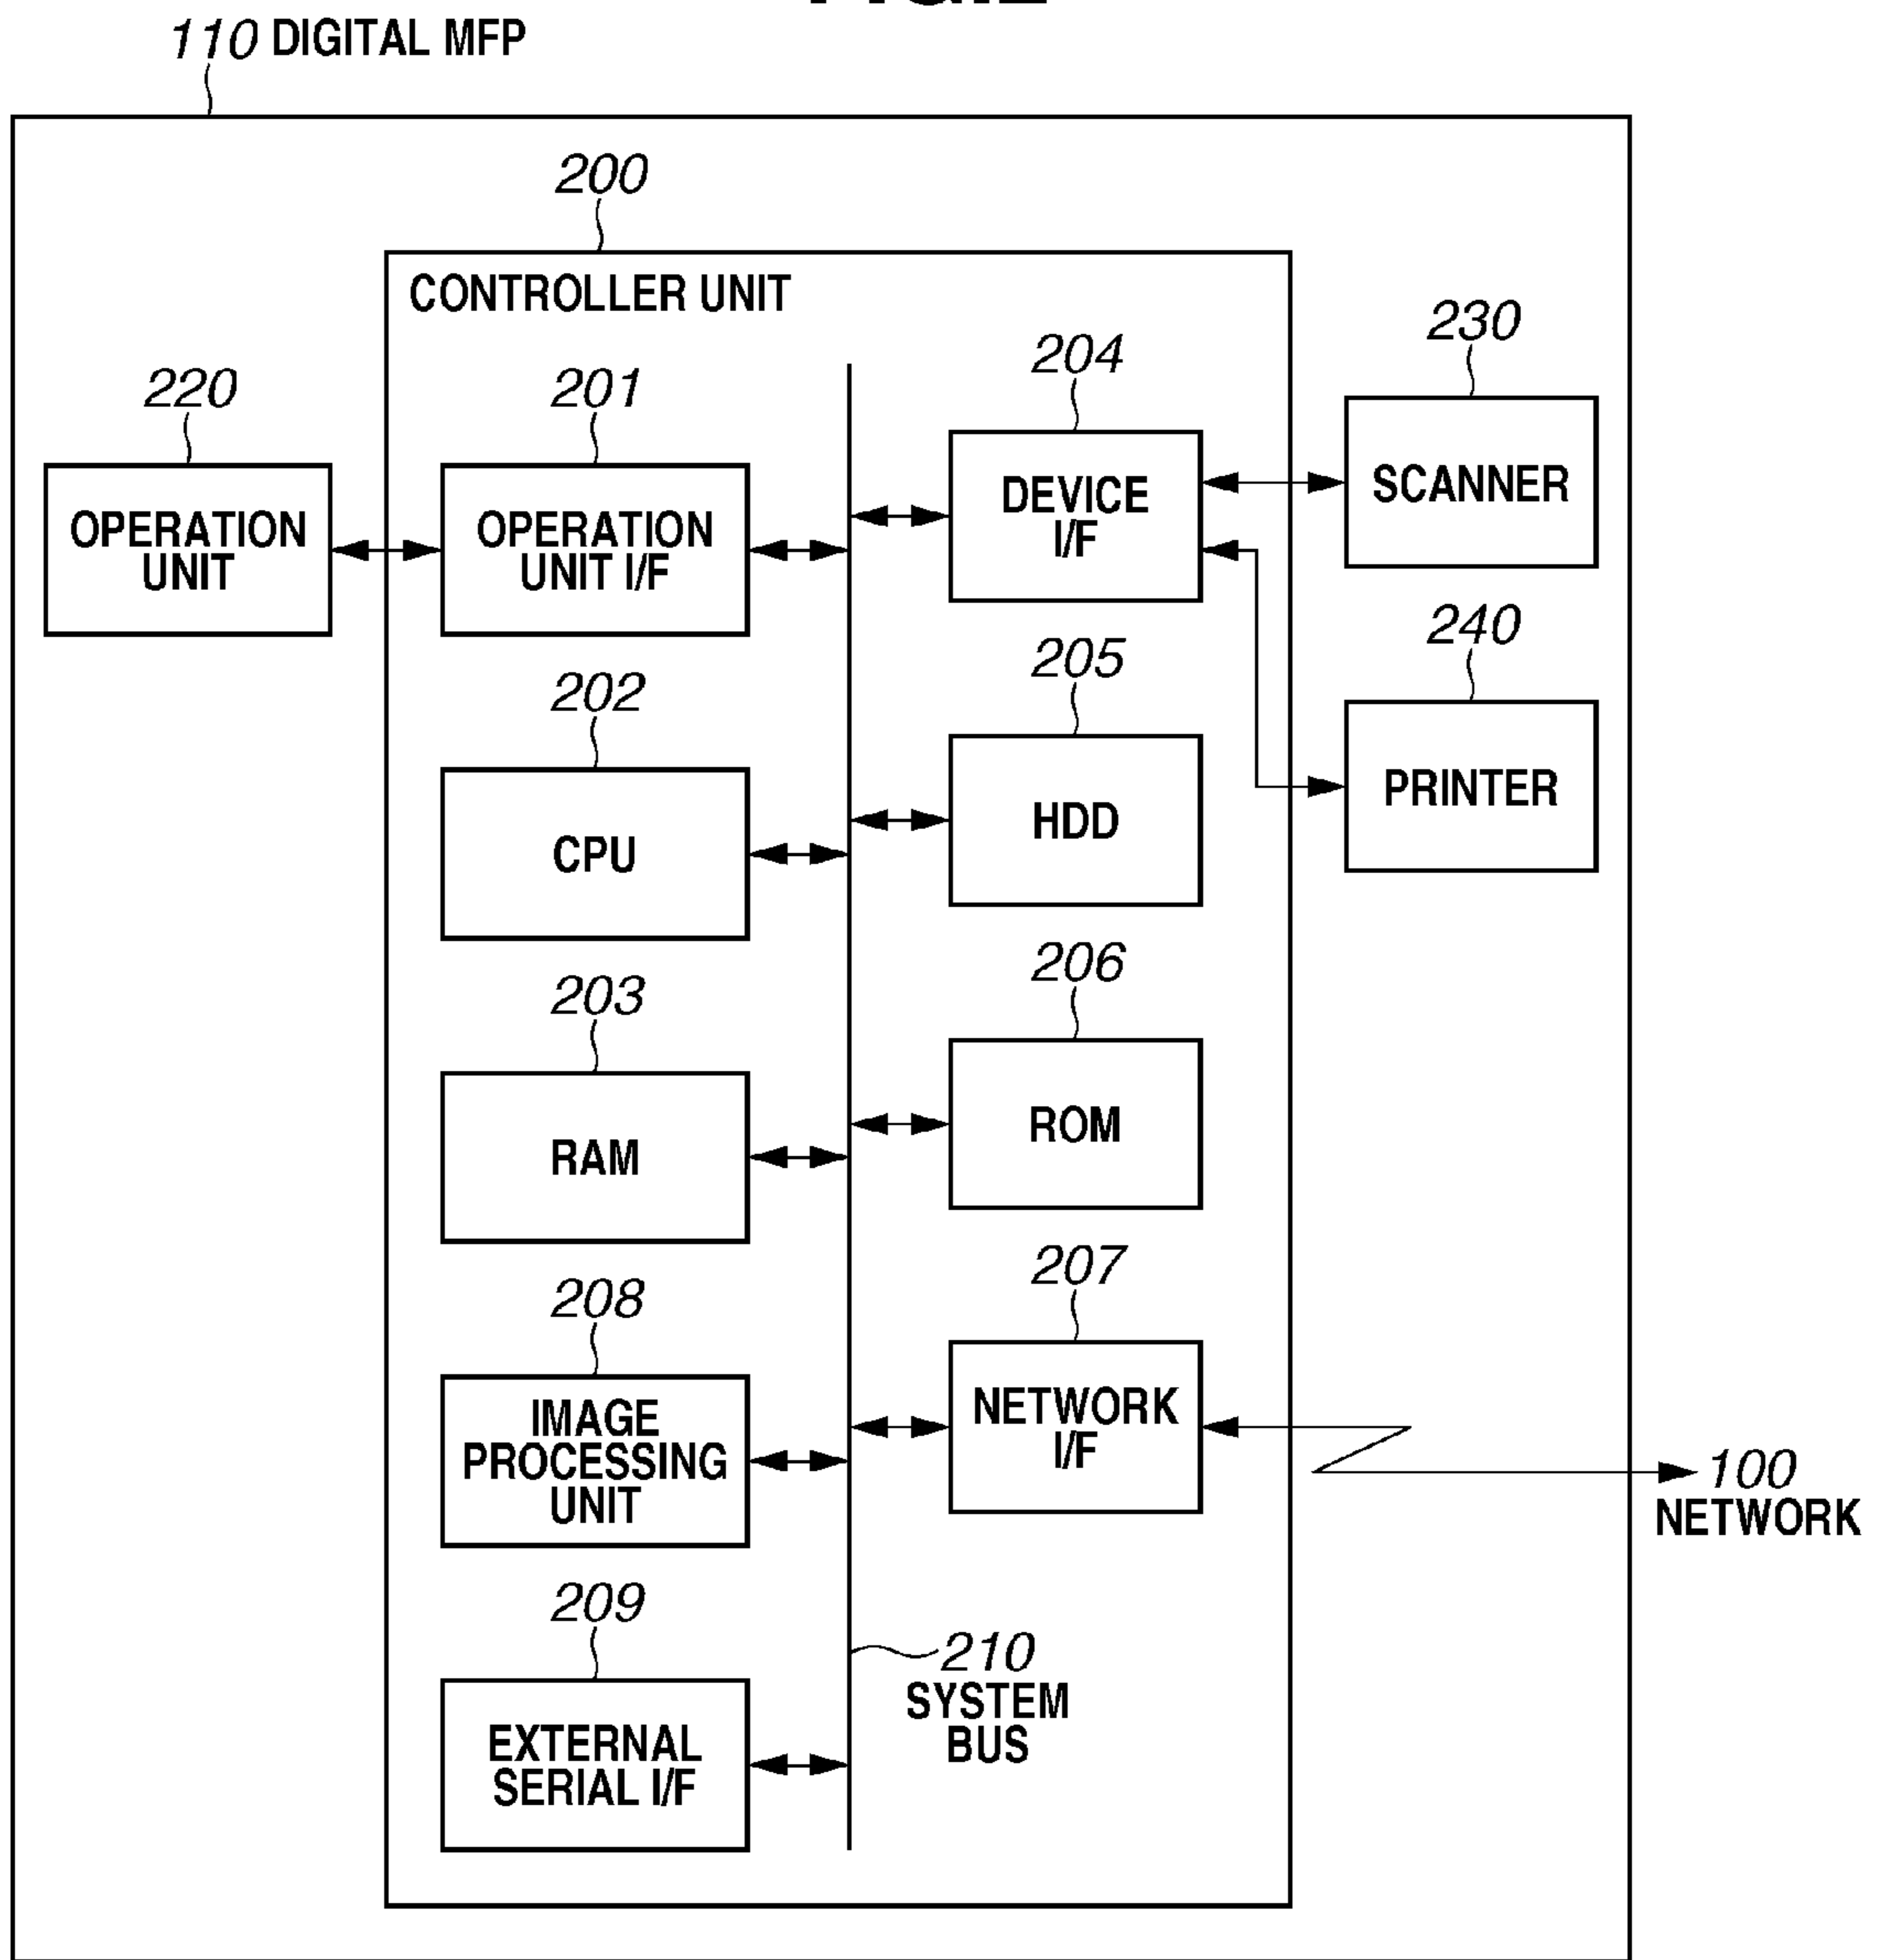 110 DIGITAL MFP
200
CONTROLLER UNIT
220
OPERATION
UNIT
201
OPERATION
UNIT I/F
204
DEVICE
I/F
230
SCANNER
202
CPU
205
HDD
240
PRINTER
203
RAM
206
ROM
208
IMAGE
PROCESSING
UNIT
207
NETWORK
I/F
100
NETWORK
209
EXTERNAL
SERIAL I/F
210
SYSTEM
BUS